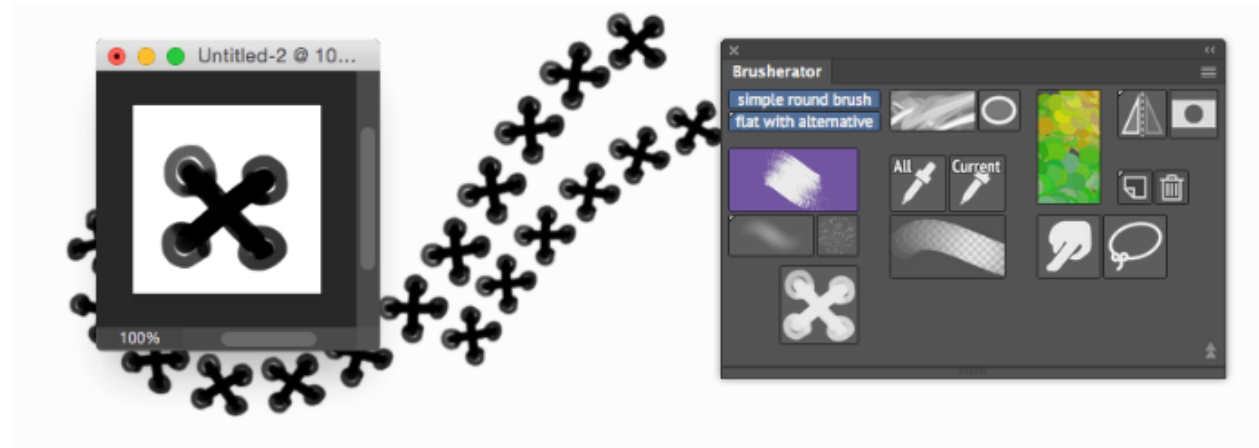 Untitled-2 @ 10...
100%
Brusherator
simple round brush
flat with alternative
All
Current